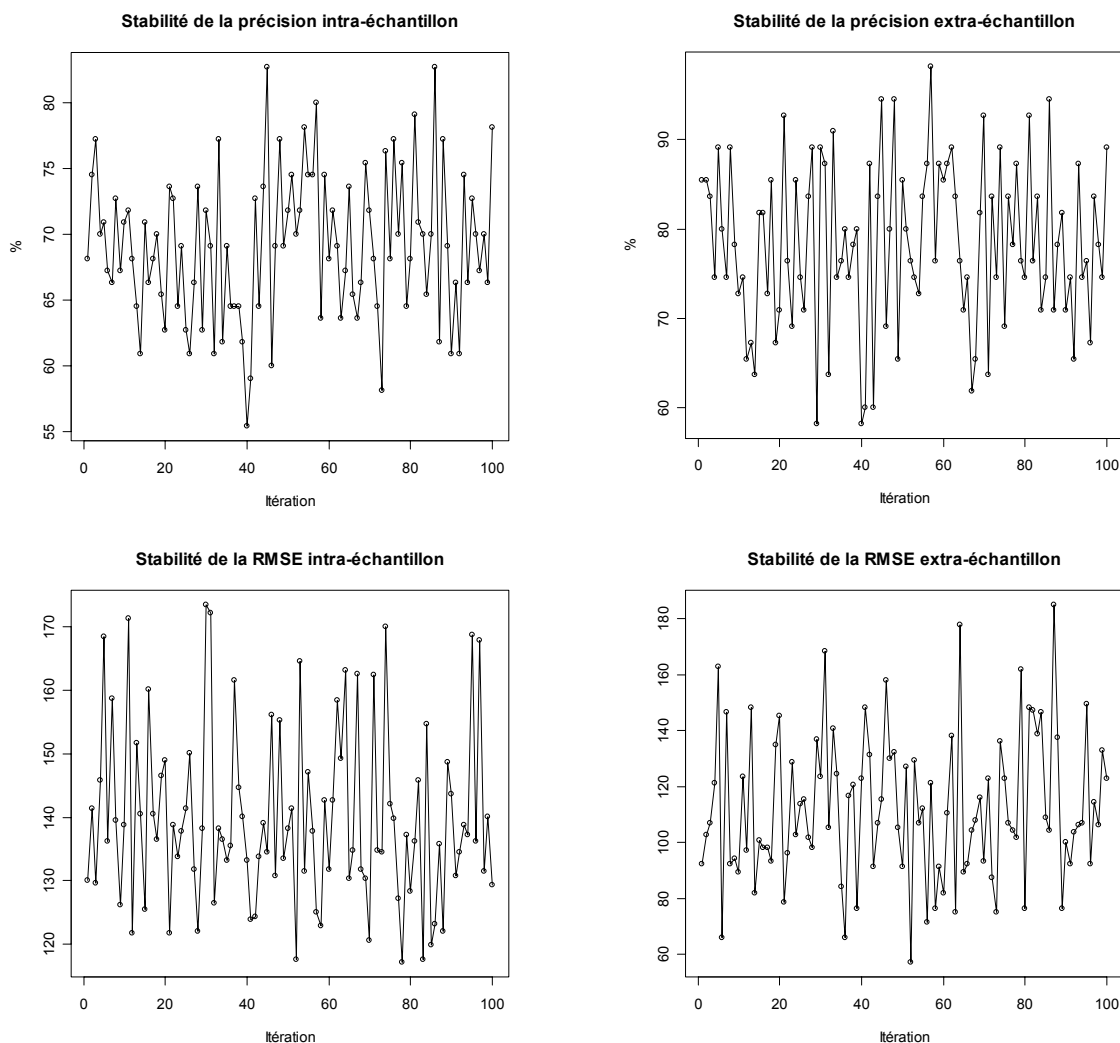 Stabilité de la précision intra-échantillon
%
80
75
70
65
60
55
0 20 40 60 80 100
Itération
Stabilité de la précision extra-échantillon
%
90
80
70
60
0 20 40 60 80 100
Itération
Stabilité de la RMSE intra-échantillon
170
160
150
140
130
120
0 20 40 60 80 100
Itération
Stabilité de la RMSE extra-échantillon
180
160
140
120
100
80
60
0 20 40 60 80 100
Itération